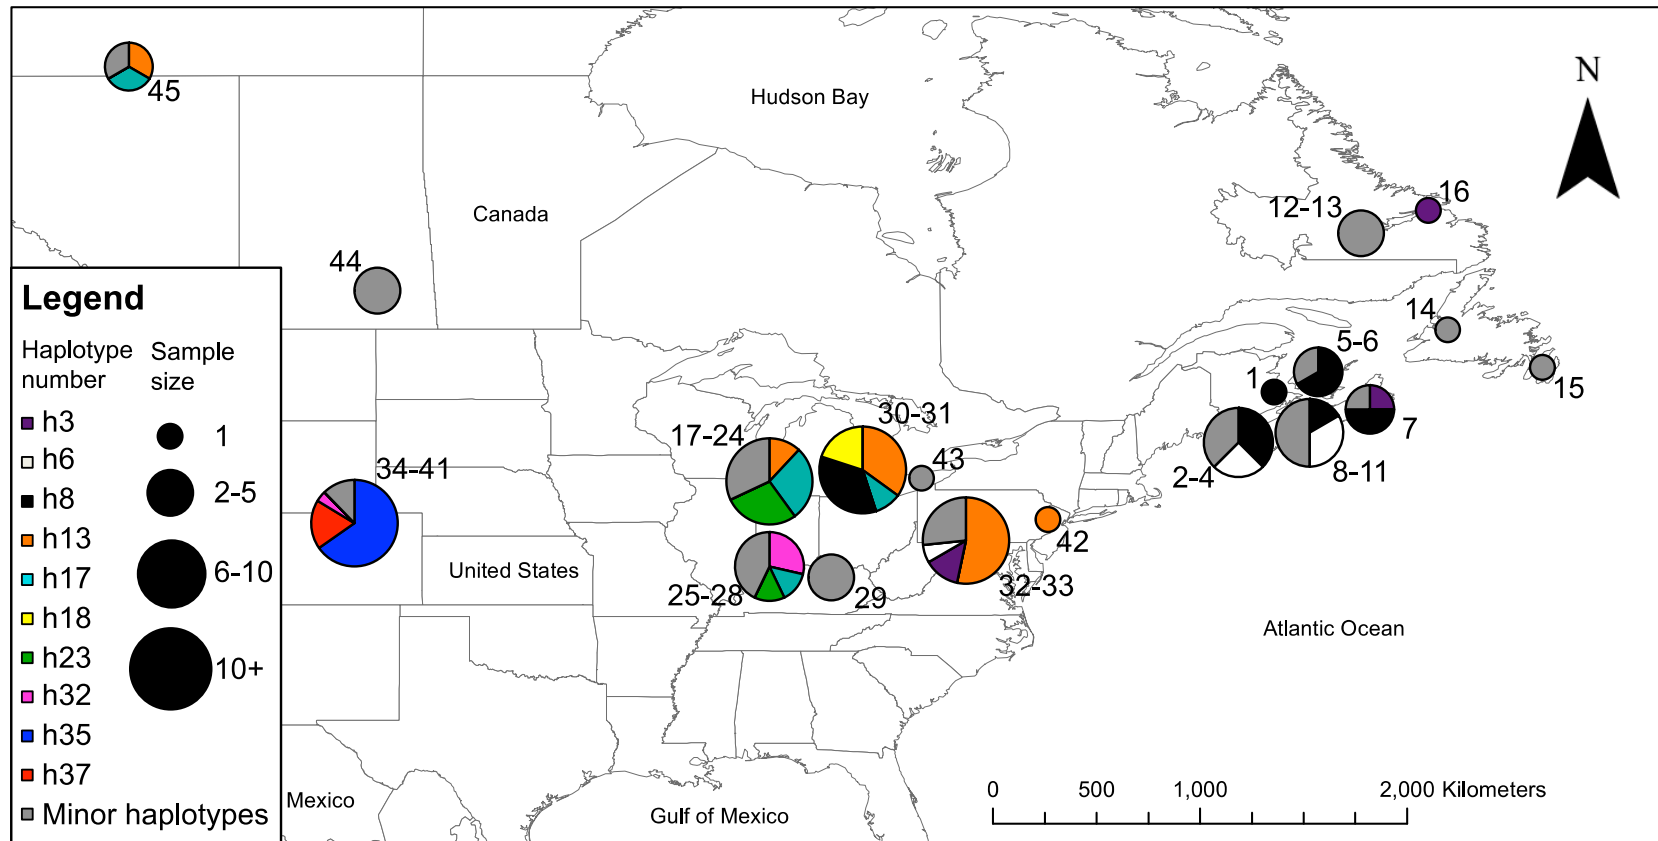 45
Hudson Bay
N
16
12-13
Canada
44
14
5-6
1
15
7
30-31
17-24
43
34-41
2-4
8-11
42
United States
25-28
29
32-33
Atlantic Ocean
Mexico
Gulf of Mexico
0 500 1,000 2,000 Kilometers
Legend
Haplotype Sample
number size
h3
1
h6
h8
2-5
h13
h17
6-10
h18
h23
10+
h32
h35
h37
Minor haplotypes